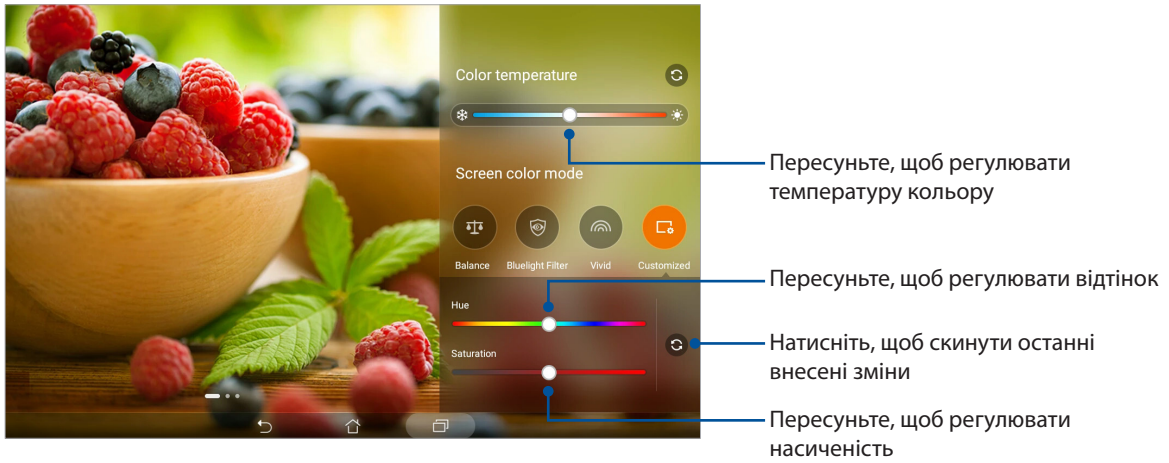 Color temperature
Пересуньте, щоб регулювати
температуру кольору
Screen color mode
Balance
Bluelight Filter
Vivid
Customized
Пересуньте, щоб регулювати відтінок
Hue
Натисніть, щоб скинути останні
внесені зміни
Saturation
Пересуньте, щоб регулювати
насиченість